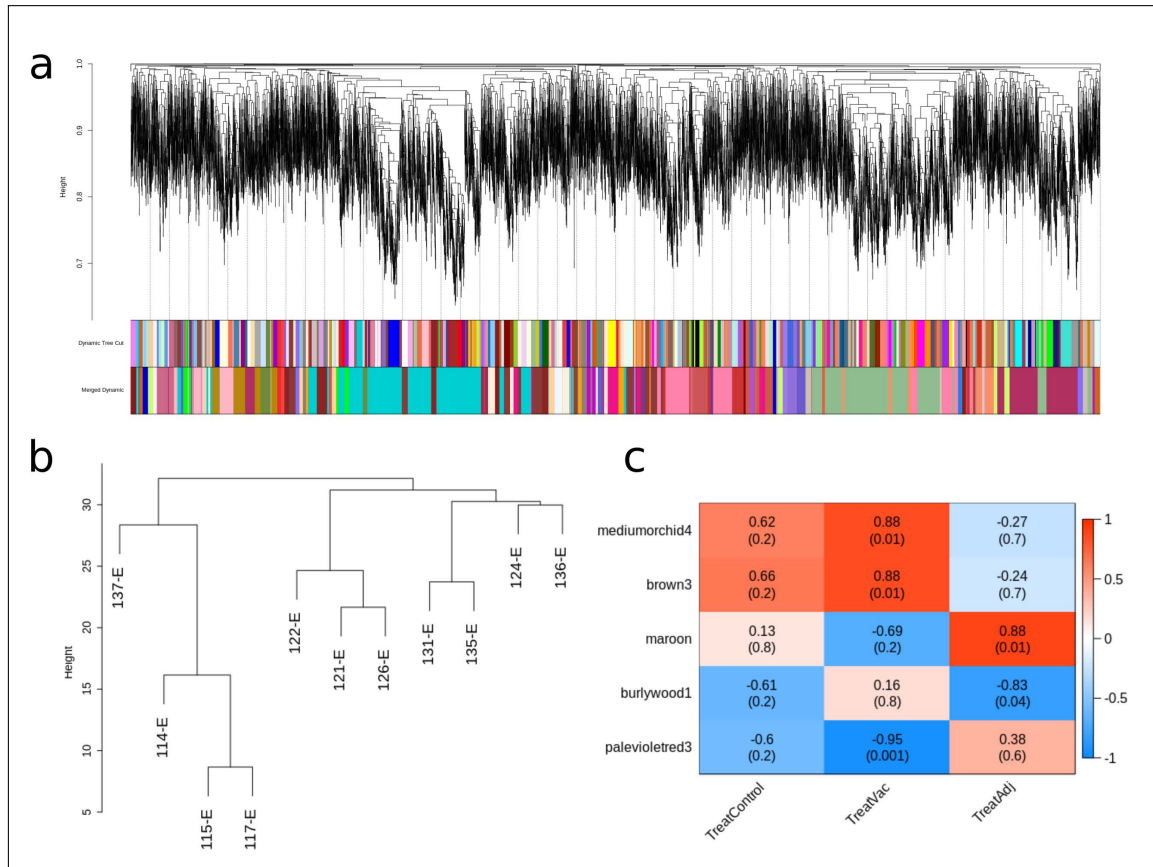 a
1.0
0.9
0.8
0.7
Height
Dynamic Tree Cut
Merged Dynamic
b
30
25
20
15
10
5
Height
137-E
114-E
115-E
117-E
122-E
121-E
126-E
131-E
135-E
124-E
136-E
c
mediumorchid4
0.62 0.88 -0.27
(0.2) (0.01) (0.7)
brown3
0.66 0.88 -0.24
(0.2) (0.01) (0.7)
maroon
0.13 -0.69 0.88
(0.8) (0.2) (0.01)
burlywood1
-0.61 0.16 -0.83
(0.2) (0.8) (0.04)
palevioletred3
-0.6 -0.95 0.38
(0.2) (0.001) (0.6)
TreatControl
TreatVac
TreatAdj
1
0.5
0
-0.5
-1